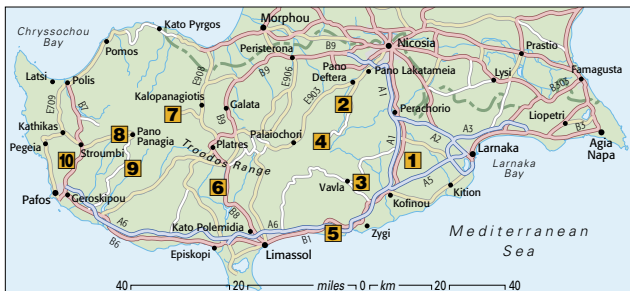 Kato Pyrgos
Morphou
Chryssochou
Bay
Pomos
Peristerona
B9
Nicosia
Prastio
Latsi
Polis
E908
B9
E906
Pano
Deftera
Pano Lakatameia
Lysi
Famagusta
E709
B7
Kalopanagiotis
7
Galata
E903
2
A1
Perachorio
Liopetri
B3
Kathikas
8
Pano
Panagia
B9
Palaiochori
4
A3
Pegeia
Stroumbi
Platres
A1
1
A2
Larnaka
Agia
Napa
10
9
Troodos Range
Larnaka
Bay
6
Vavla
3
A5
Kition
Pafos
Geroskipou
B8
Kofinou
A6
Kato Polemidia
A6
5
Zygi
Mediterranean
Sea
B6
B1
Episkopi
Limassol
40 20 miles 0 km 20 40